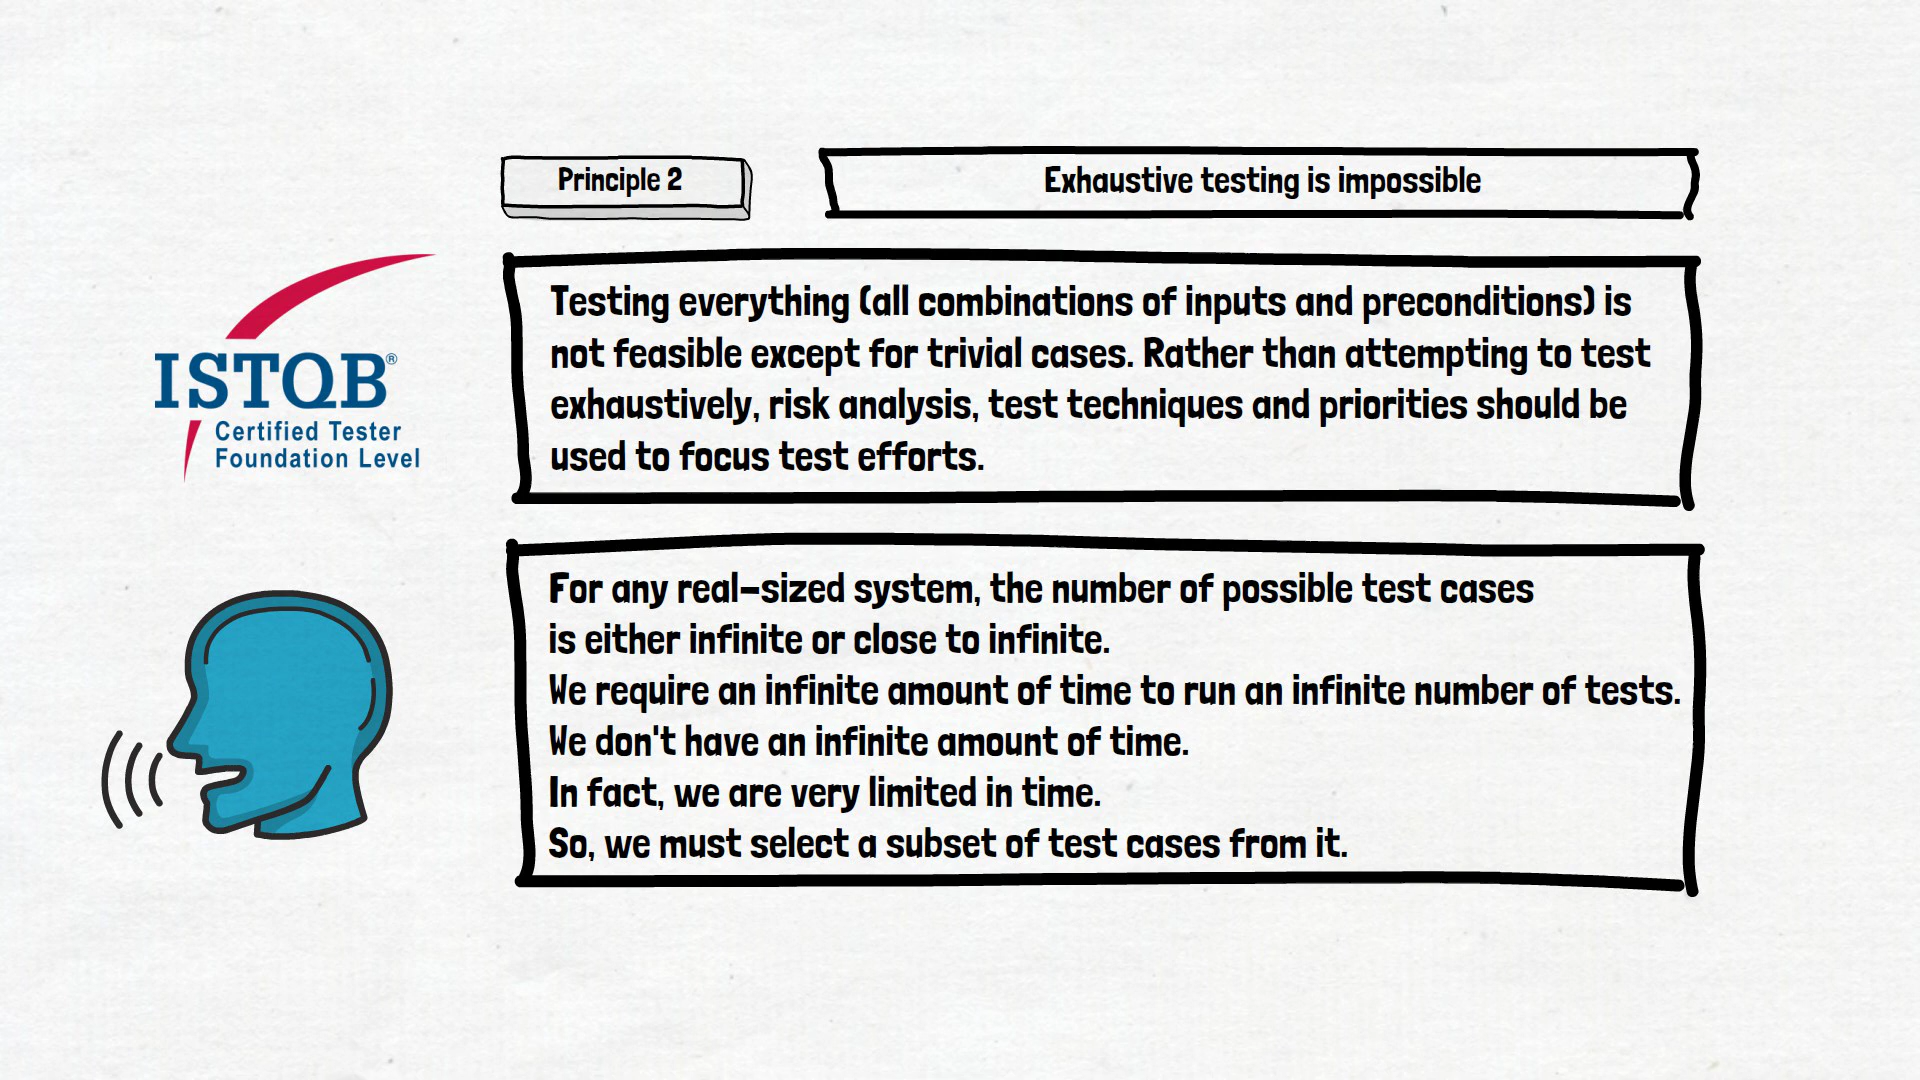 Principle 2
Exhaustive testing is impossible
ISTQB®
Certified Tester
Foundation Level
Testing everything (all combinations of inputs and preconditions) is
not feasible except for trivial cases. Rather than attempting to test
exhaustively, risk analysis, test techniques and priorities should be
used to focus test efforts.
For any real-sized system, the number of possible test cases
is either infinite or close to infinite.
We require an infinite amount of time to run an infinite number of tests.
We don't have an infinite amount of time.
In fact, we are very limited in time.
So, we must select a subset of test cases from it.